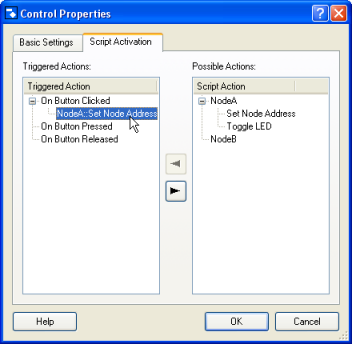 Control Properties
Basic Settings
Script Activation
Triggered Actions:
Triggered Action
On Button Clicked
NodeA::Set Node Address
On Button Pressed
On Button Released
Possible Actions:
Script Action
NodeA
Set Node Address
Toggle LED
NodeB
Help
OK
Cancel